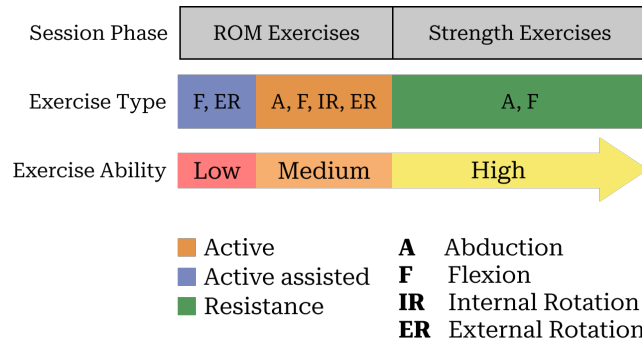 Session Phase ROM Exercises Strength Exercises
Exercise Type F, ER A, F, IR, ER A, F
Exercise Ability Low Medium High
Active
Active assisted
Resistance
A Abduction
F Flexion
IR Internal Rotation
ER External Rotation